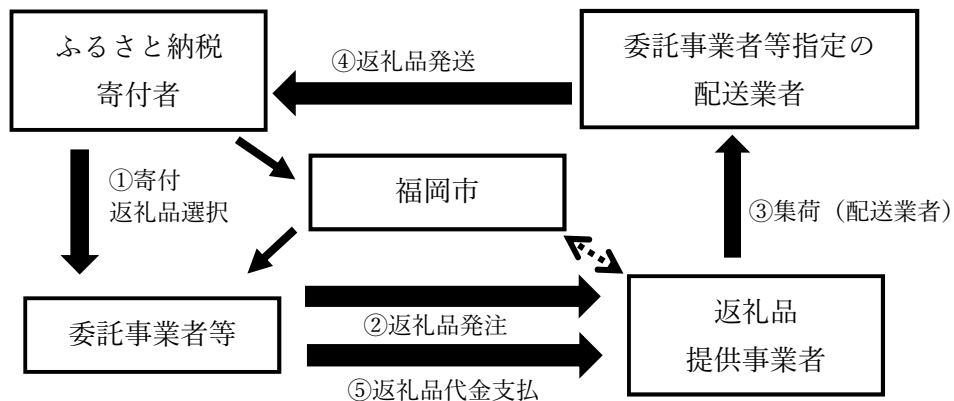 ふるさと納税
寄付者
④返礼品発送
委託事業者等指定の
配送業者
①寄付
返礼品選択
福岡市
③集荷（配送業者）
委託事業者等
②返礼品発注
⑤返礼品代金支払
返礼品
提供事業者